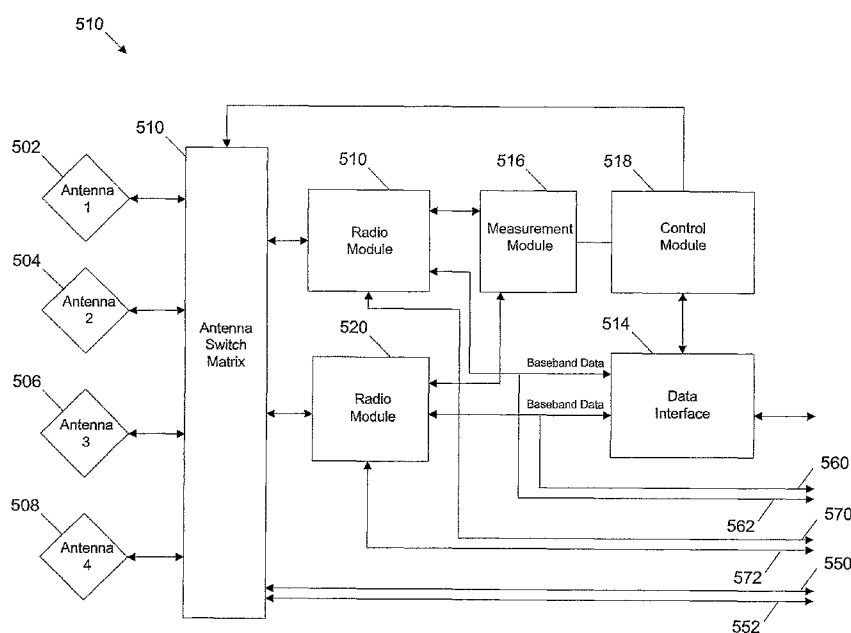 510
510
502
Antenna
1
504
Antenna
2
506
Antenna
3
508
Antenna
4
Antenna
Switch
Matrix
510
Radio
Module
520
Radio
Module
516
Measurement
Module
518
Control
Module
514
Data
Interface
Baseband Data
Baseband Data
560
562
570
572
550
552